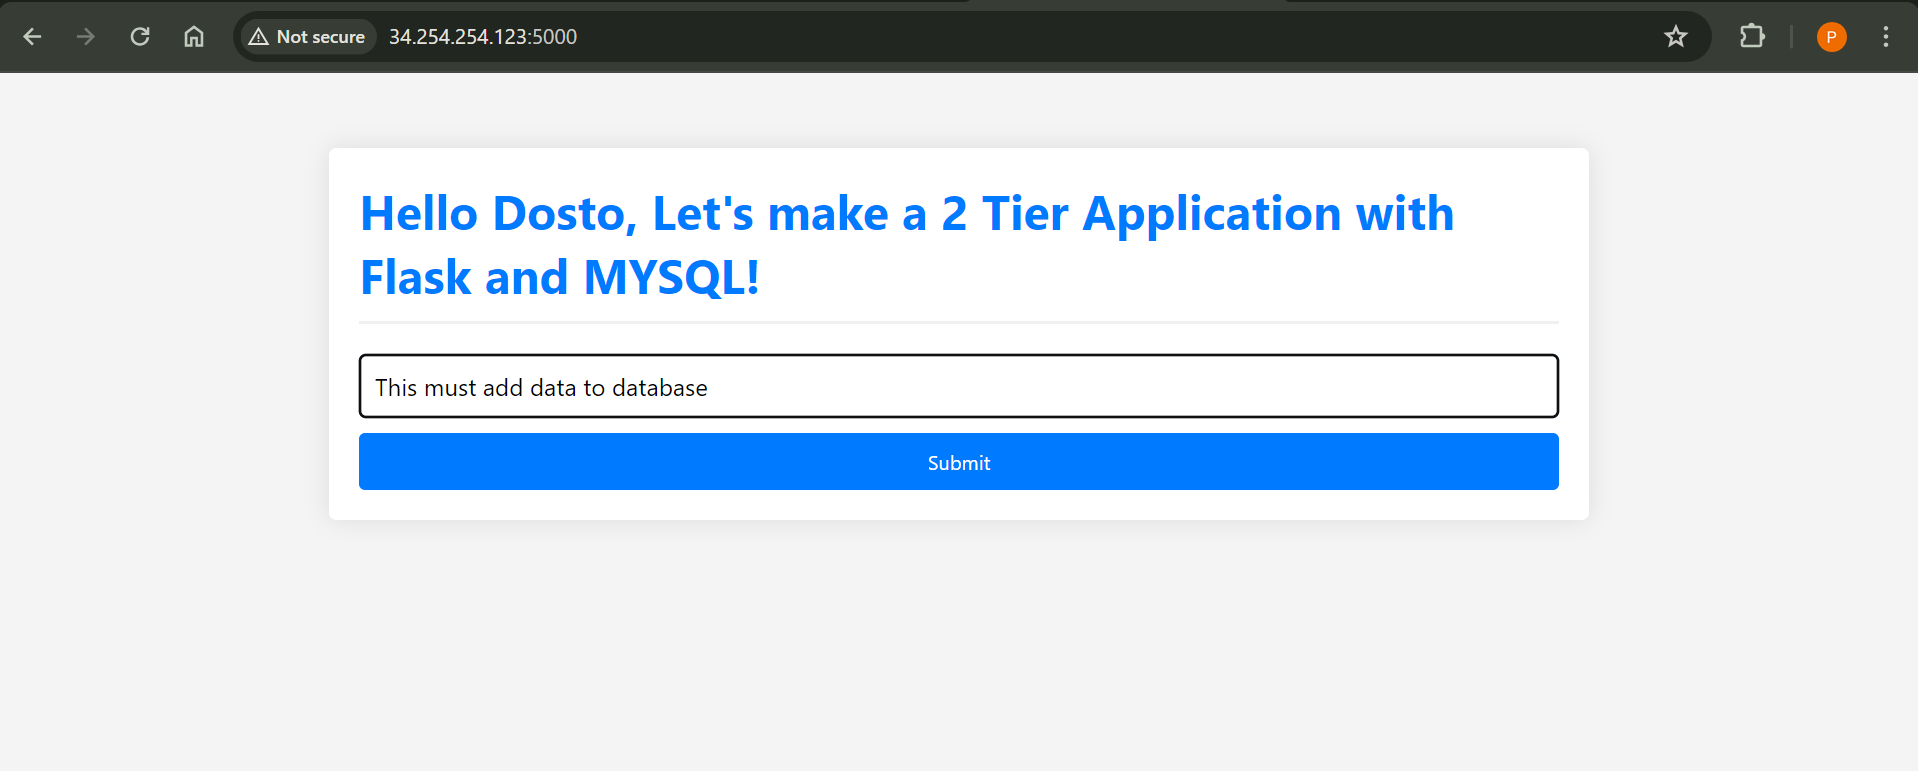 Not secure 34.254.254.123:5000
P
Hello Dosto, Let's make a 2 Tier Application with
Flask and MYSQL!
This must add data to database
Submit